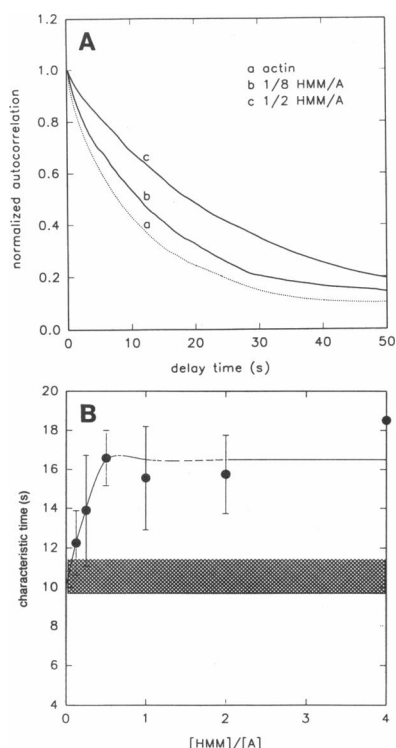 A
a actin
b 1/8 HMM/A
c 1/2 HMM/A
normalized autocorrelation
1.0
0.8
0.6
0.4
0.2
0.0
c
b
a
0 10 20 30 40 50
delay time (s)
B
characteristic time (s)
20
18
16
14
12
10
8
6
4
0 1 2 3 4
[HMM]/[A]